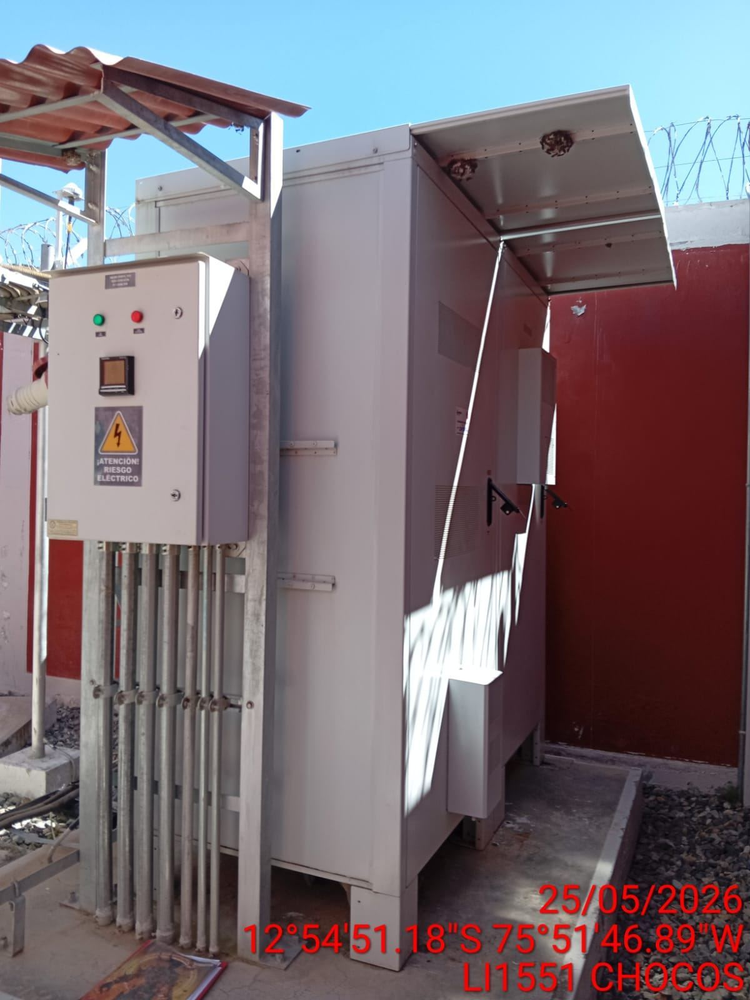 ¡ATENCIÓN!
RIESGO
ELÉCTRICO
25/05/2026
12°54'51.18"S 75°51'46.89"W
LI1551 CHOCOS